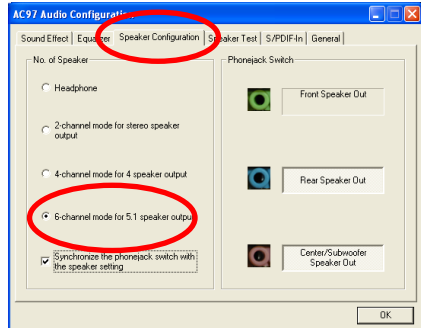 AC97 Audio Configuration
Sound Effect
Equalizer
Speaker Configuration
Speaker Test
S/PDIF-In
General
No. of Speaker
Headphone
2-channel mode for stereo speaker
output
4-channel mode for 4 speaker output
6-channel mode for 5.1 speaker output
Synchronize the phonejack switch with
the speaker setting
Phonejack Switch
Front Speaker Out
Rear Speaker Out
Center/Subwoofer
Speaker Out
OK